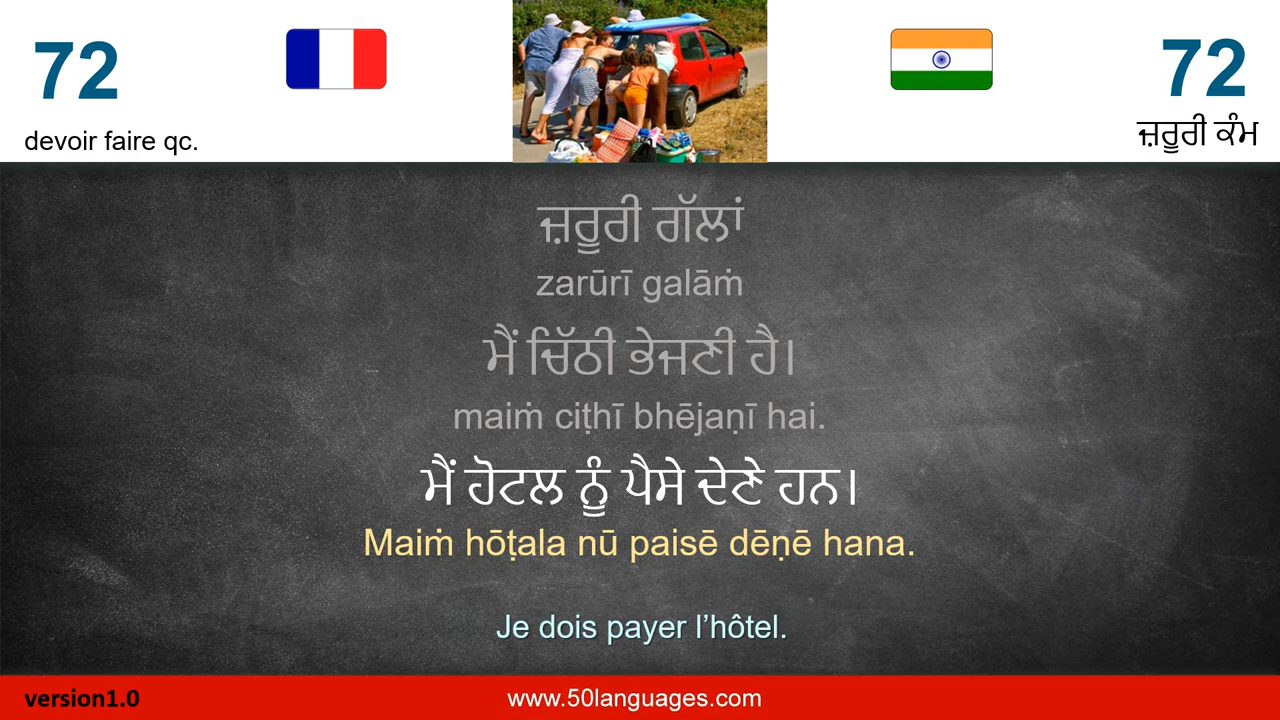 72
devoir faire qc.
72
ਜ਼ਰੂਰੀ ਕੰਮ
ਜ਼ਰੂਰੀ ਗੱਲਾਂ
zarūrī galāṁ
ਮੈਂ ਚਿੱਠੀ ਭੇਜਣੀ ਹੈ।
maiṁ ciṭhī bhējaṇī hai.
ਮੈਂ ਹੋਟਲ ਨੂੰ ਪੈਸੇ ਦੇਣੇ ਹਨ।
Maiṁ hōṭala nū paisē dēṇē hana.
Je dois payer l’hôtel.
version1.0
www.50languages.com